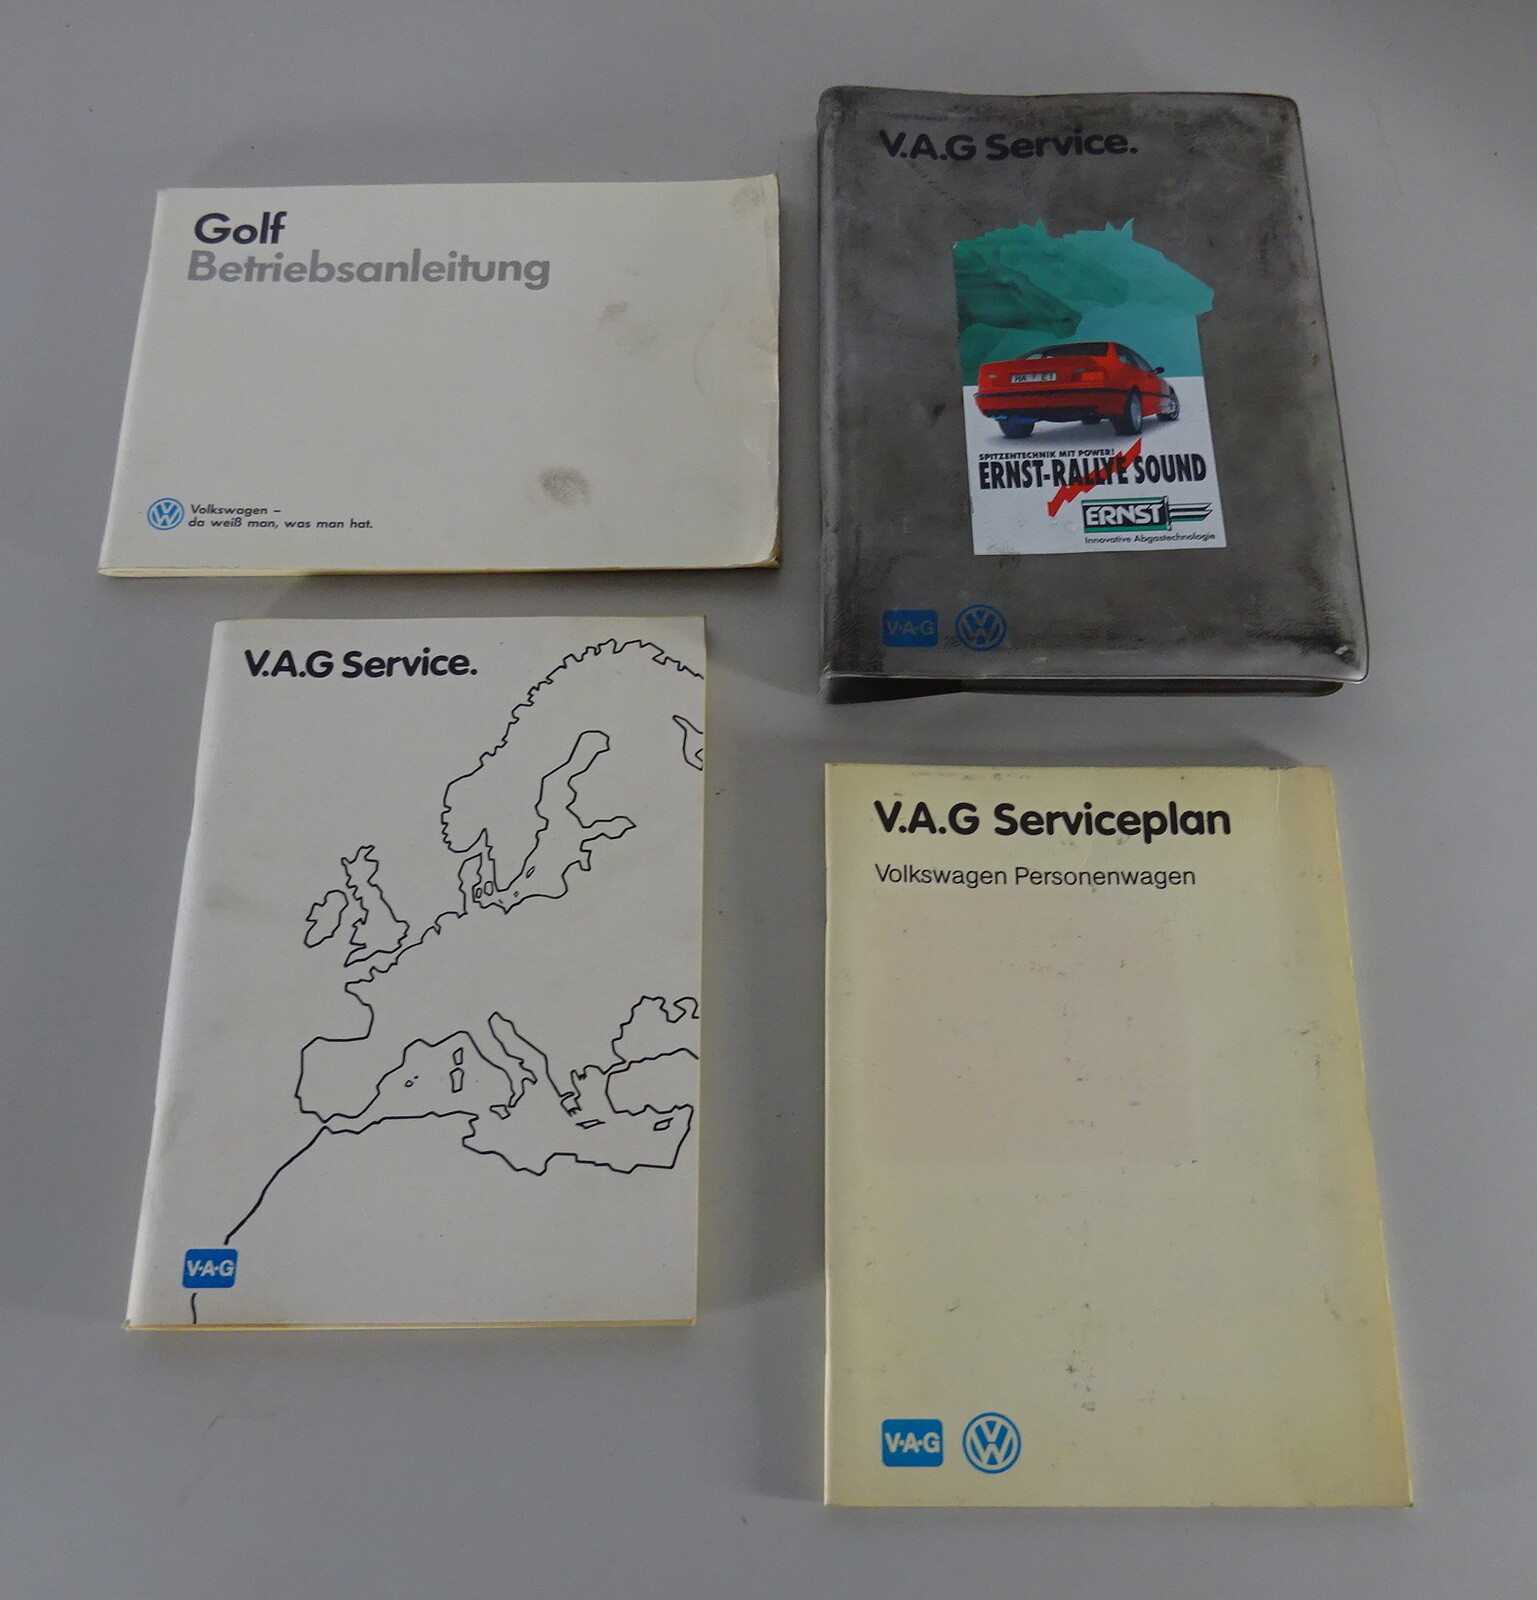 Golf
Betriebsanleitung
Volkswagen –
da weiß man, was man hat.
V.A.G Service.
SPITZENTECHNIK MIT POWER!
ERNST-RALLYE SOUND
ERNST
Innovative Abgastechnologie
V·A·G
V.A.G Service.
V·A·G
V.A.G Serviceplan
Volkswagen Personenwagen
V·A·G